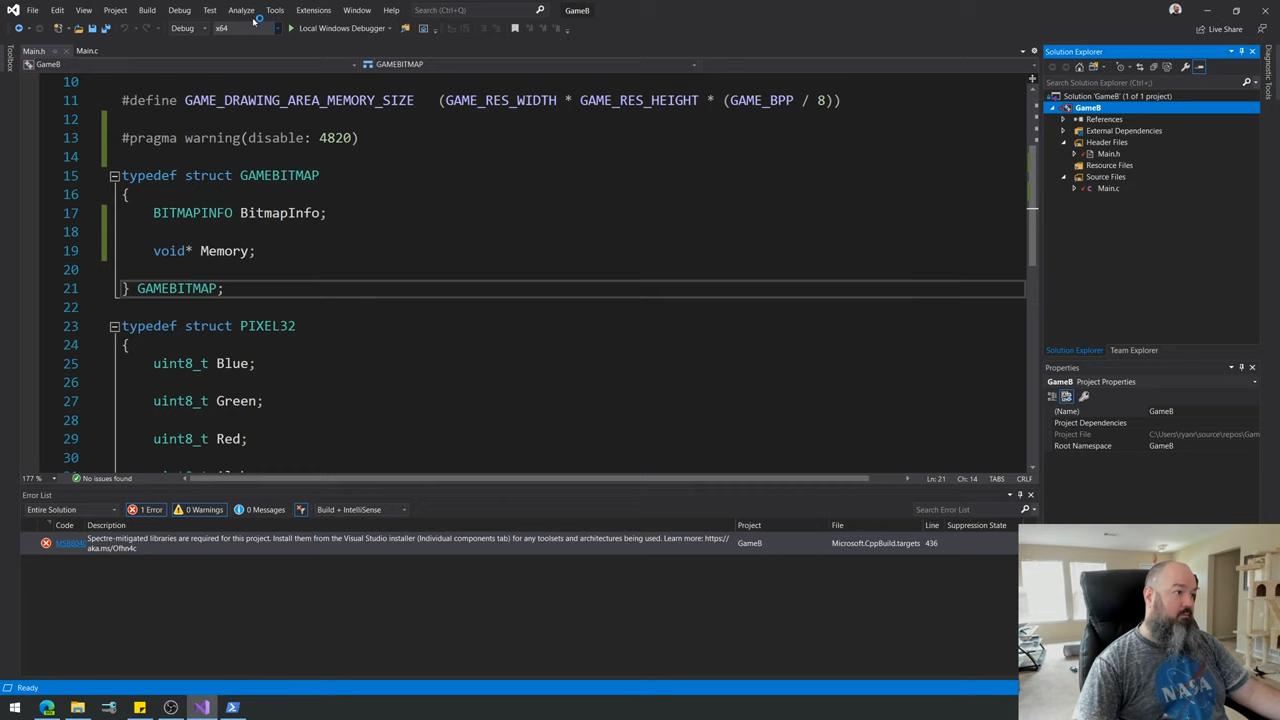 File Edit View Project Build Debug Test Analyze Tools Extensions Window Help Search (Ctrl+Q) GameB
Debug x64 Local Windows Debugger Live Share
Main.h Main.c
GameB GAMEBITMAP
10
11 #define GAME_DRAWING_AREA_MEMORY_SIZE (GAME_RES_WIDTH * GAME_RES_HEIGHT * (GAME_BPP / 8))
12
13 #pragma warning(disable: 4820)
14
15 typedef struct GAMEBITMAP
16 {
17 BITMAPINFO BitmapInfo;
18
19 void* Memory;
20
21 } GAMEBITMAP;
22
23 typedef struct PIXEL32
24 {
25 uint8_t Blue;
26
27 uint8_t Green;
28
29 uint8_t Red;
30
177 % No issues found Ln: 21 Ch: 14 TABS CRLF
Toolbox
Solution Explorer
Search Solution Explorer (Ctrl+;)
Solution 'GameB' (1 of 1 project)
GameB
References
External Dependencies
Header Files
Main.h
Resource Files
Source Files
Main.c
Solution Explorer Team Explorer
Diagnostic Tools
Properties
GameB Project Properties
(Name) GameB
Project Dependencies
Project File C:\Users\ryanr\source\repos\Gam
Root Namespace GameB
Error List
Entire Solution 1 Error 0 Warnings 0 Messages Build + IntelliSense Search Error List
Code Description Project File Line Suppression State
MSB8040 Spectre-mitigated libraries are required for this project. Install them from the Visual Studio installer (Individual components tab) for any toolsets and architectures being used. Learn more: https:// GameB Microsoft.CppBuild.targets 436
aka.ms/Ofhn4c
Ready
NASA